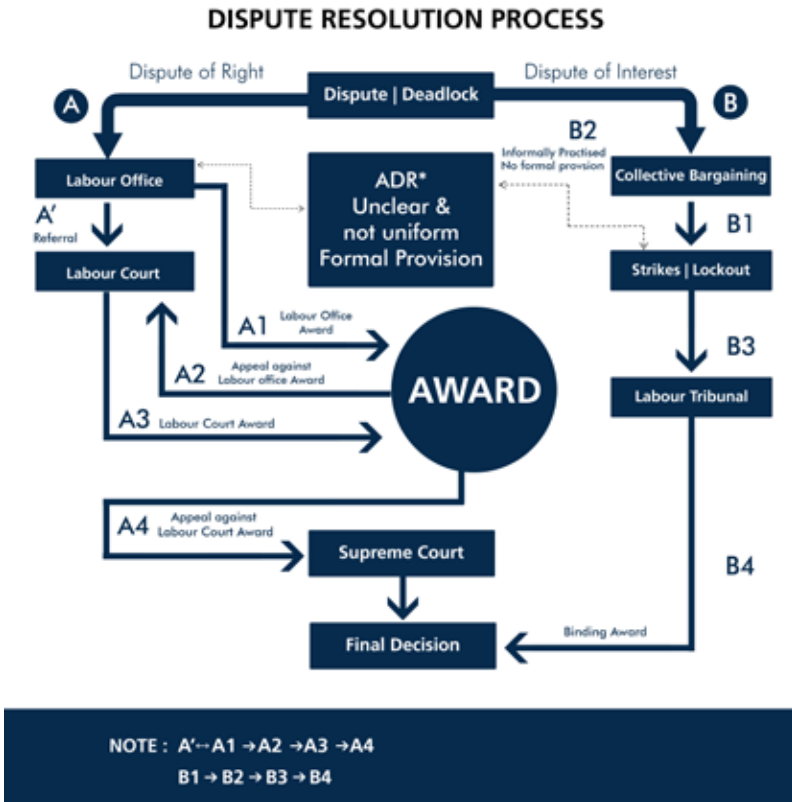 DISPUTE RESOLUTION PROCESS
Dispute of Right
Dispute of Interest
A
Dispute | Deadlock
B
B2
Informally Practised
No formal provsion
Labour Office
ADR*
Unclear &
not uniform
Formal Provision
Collective Bargaining
A'
Referral
B1
Labour Court
Strikes | Lockout
A1
Labour Office
Award
A2
Appeal against
Labour office Award
AWARD
B3
Labour Tribunal
A3
Labour Court Award
A4
Appeal against
Labour Court Award
Supreme Court
B4
Final Decision
Binding Award
NOTE : A'↔A1 →A2 →A3 →A4
B1 → B2 → B3 → B4